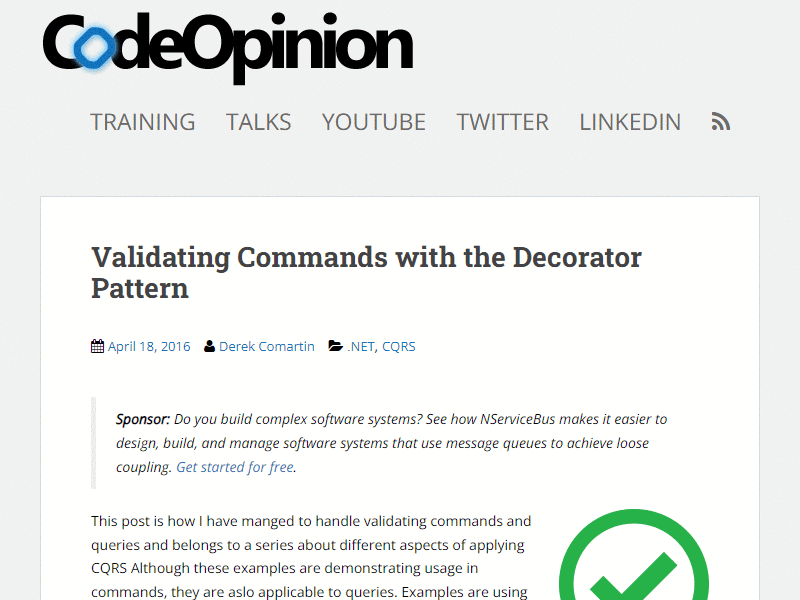 CodeOpinion
TRAINING TALKS YOUTUBE TWITTER LINKEDIN
Validating Commands with the Decorator
Pattern
April 18, 2016 Derek Comartin .NET, CQRS
Sponsor: Do you build complex software systems? See how NServiceBus makes it easier to
design, build, and manage software systems that use message queues to achieve loose
coupling. Get started for free.
This post is how I have manged to handle validating commands and
queries and belongs to a series about different aspects of applying
CQRS Although these examples are demonstrating usage in
commands, they are aslo applicable to queries. Examples are using